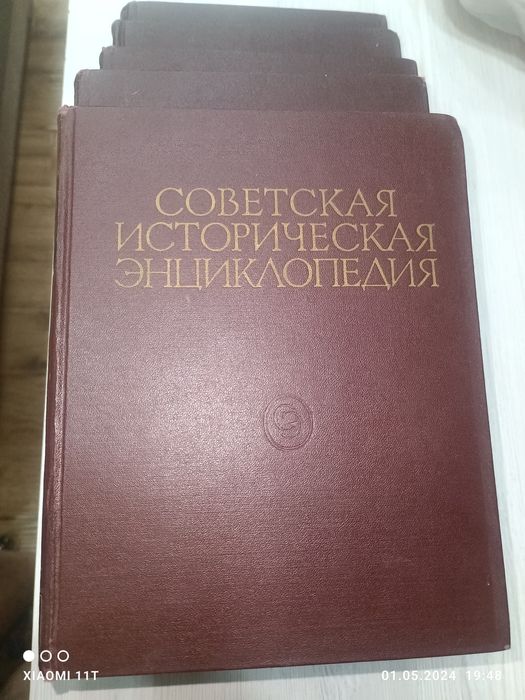 СОВЕТСКАЯ
ИСТОРИЧЕСКАЯ
ЭНЦИКЛОПЕДИЯ
XIAOMI 11T
01.05.2024 19:48